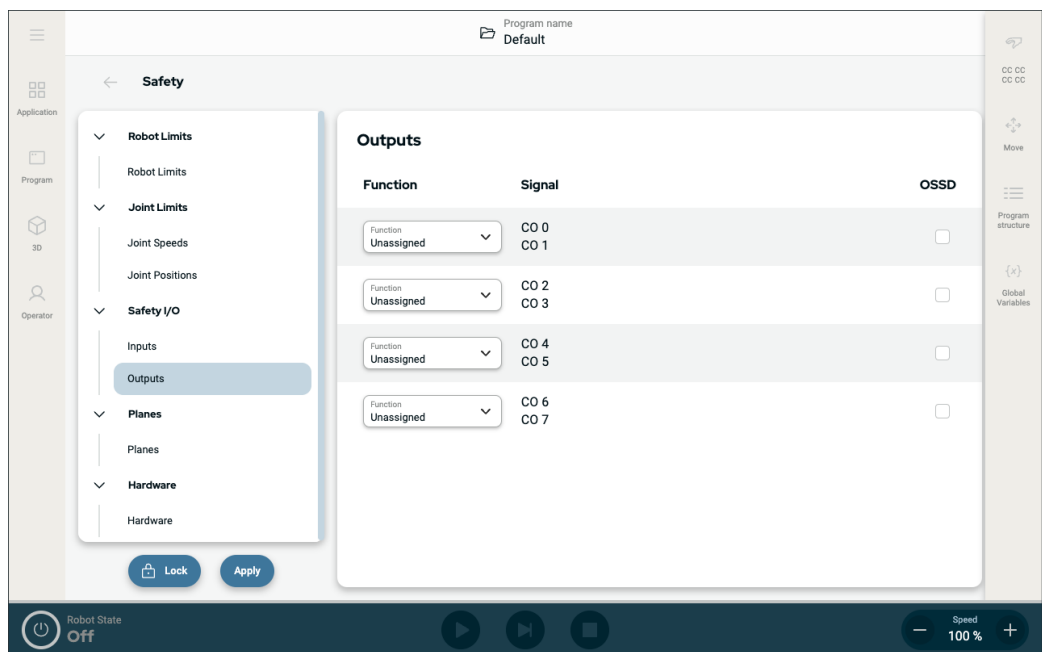 Program name
Default
Application
Program
3D
Operator
Safety
Robot Limits
Robot Limits
Joint Limits
Joint Speeds
Joint Positions
Safety I/O
Inputs
Outputs
Planes
Planes
Hardware
Hardware
Lock
Apply
Outputs
Function Signal OSSD
Function
Unassigned
CO 0
CO 1
Function
Unassigned
CO 2
CO 3
Function
Unassigned
CO 4
CO 5
Function
Unassigned
CO 6
CO 7
CC CC
CC CC
Move
Program
structure
{x}
Global
Variables
Robot State
Off
Speed
100 %